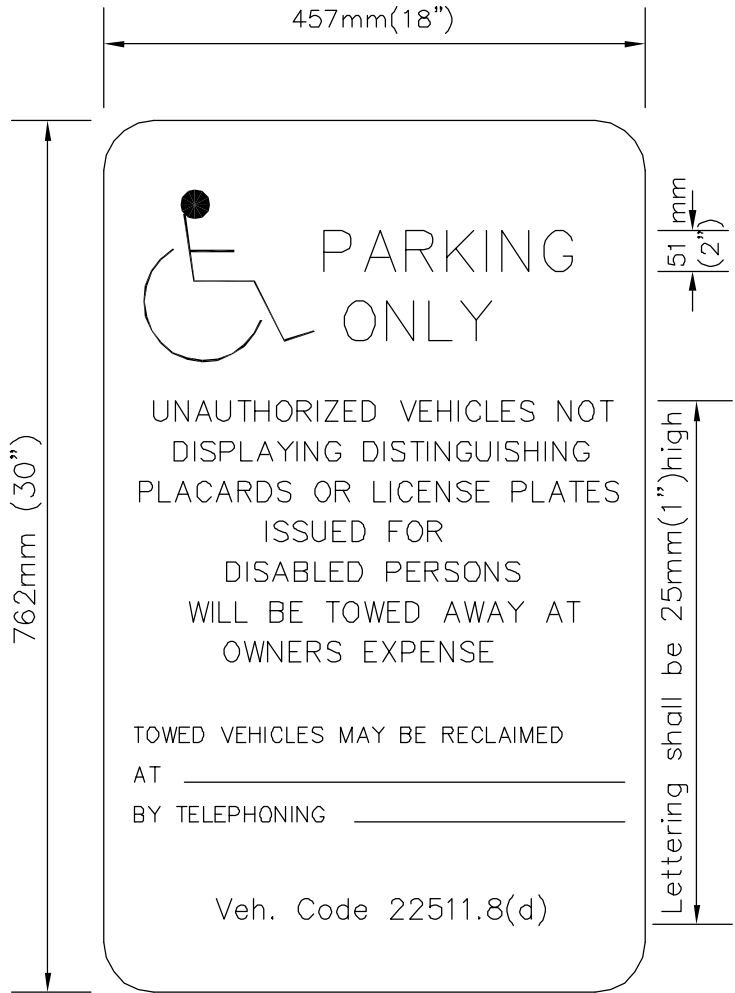 457mm(18")
PARKING
ONLY
51 mm
(2")
UNAUTHORIZED VEHICLES NOT
DISPLAYING DISTINGUISHING
PLACARDS OR LICENSE PLATES
ISSUED FOR
DISABLED PERSONS
WILL BE TOWED AWAY AT
OWNERS EXPENSE
762mm (30")
Lettering shall be 25mm(1")high
TOWED VEHICLES MAY BE RECLAIMED
AT
BY TELEPHONING
Veh. Code 22511.8(d)